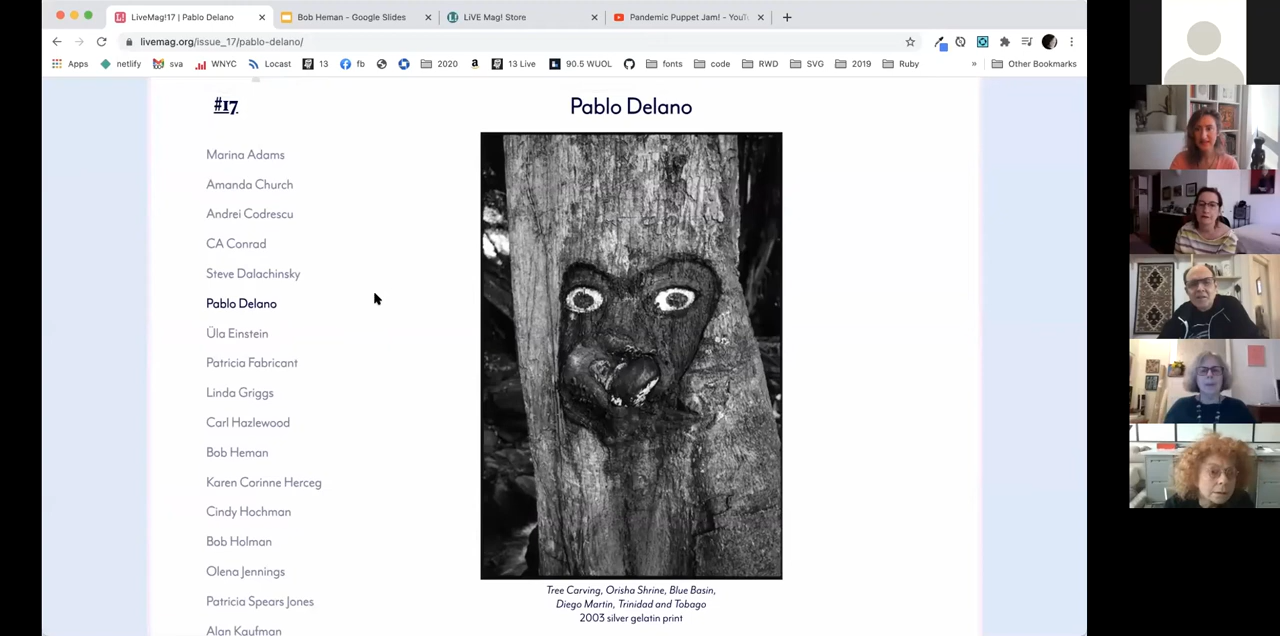 LiveMag!17 | Pablo Delano
Bob Heman - Google Slides
LiVE Mag! Store
Pandemic Puppet Jam! - YouTu
livemag.org/issue_17/pablo-delano/
Apps
netlify
sva
WNYC
Locast
13
fb
2020
13 Live
90.5 WUOL
fonts
code
RWD
SVG
2019
Ruby
»
Other Bookmarks
#17
Pablo Delano
Marina Adams
Amanda Church
Andrei Codrescu
CA Conrad
Steve Dalachinsky
Pablo Delano
Üla Einstein
Patricia Fabricant
Linda Griggs
Carl Hazlewood
Bob Heman
Karen Corinne Herceg
Cindy Hochman
Bob Holman
Olena Jennings
Patricia Spears Jones
Alan Kaufman
Tree Carving, Orisha Shrine, Blue Basin,
Diego Martin, Trinidad and Tobago
2003 silver gelatin print